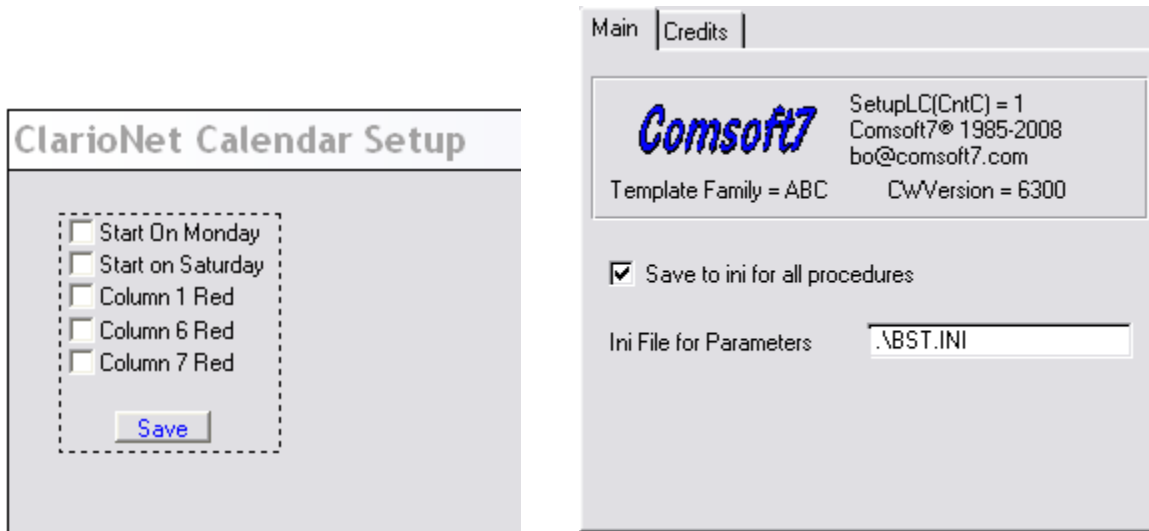 ClarioNet Calendar Setup
Start On Monday
Start on Saturday
Column 1 Red
Column 6 Red
Column 7 Red
Save
Main
Credits
Comsoft7
SetupLC(CntC) = 1
Comsoft7® 1985-2008
bo@comsoft7.com
Template Family = ABC
CWVersion = 6300
Save to ini for all procedures
Ini File for Parameters
.\BST.INI